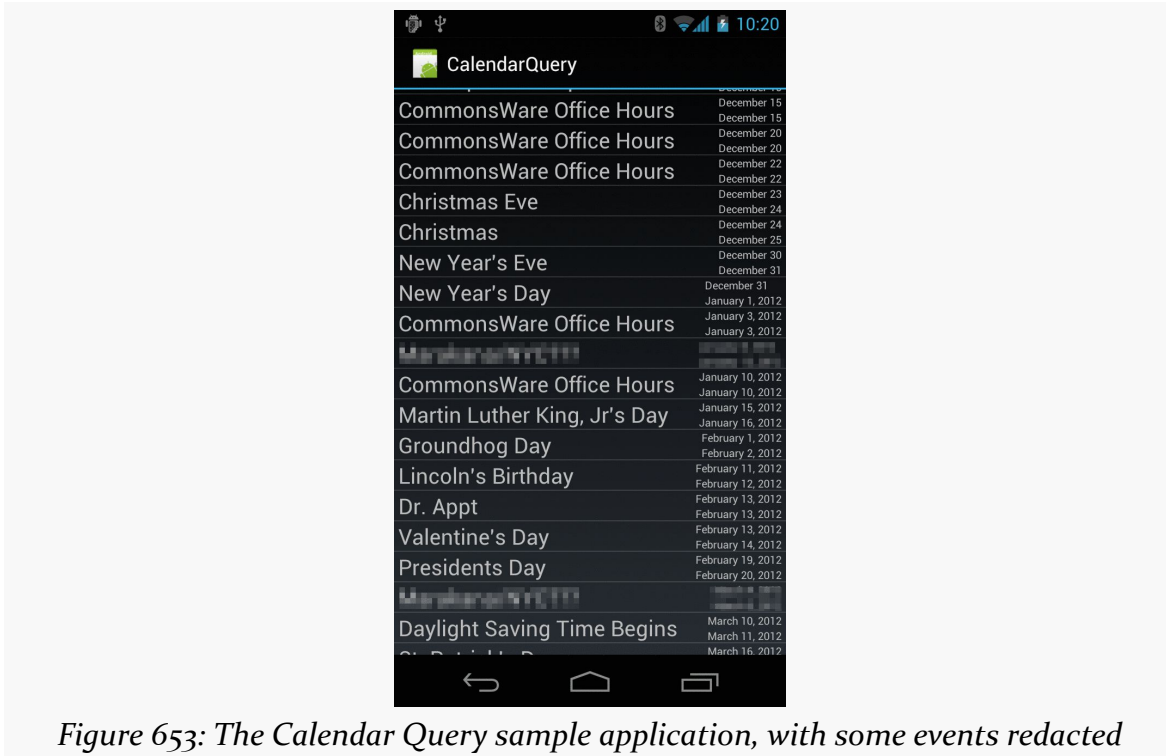 10:20
CalendarQuery
CommonsWare Office Hours
December 15
December 15
CommonsWare Office Hours
December 20
December 20
CommonsWare Office Hours
December 22
December 22
Christmas Eve
December 23
December 24
Christmas
December 24
December 25
New Year's Eve
December 30
December 31
New Year's Day
December 31
January 1, 2012
CommonsWare Office Hours
January 3, 2012
January 3, 2012
CommonsWare Office Hours
January 10, 2012
January 10, 2012
Martin Luther King, Jr's Day
January 15, 2012
January 16, 2012
Groundhog Day
February 1, 2012
February 2, 2012
Lincoln's Birthday
February 11, 2012
February 12, 2012
Dr. Appt
February 13, 2012
February 13, 2012
Valentine's Day
February 13, 2012
February 14, 2012
Presidents Day
February 19, 2012
February 20, 2012
Daylight Saving Time Begins
March 10, 2012
March 11, 2012
March 16, 2012
Figure 653: The Calendar Query sample application, with some events redacted